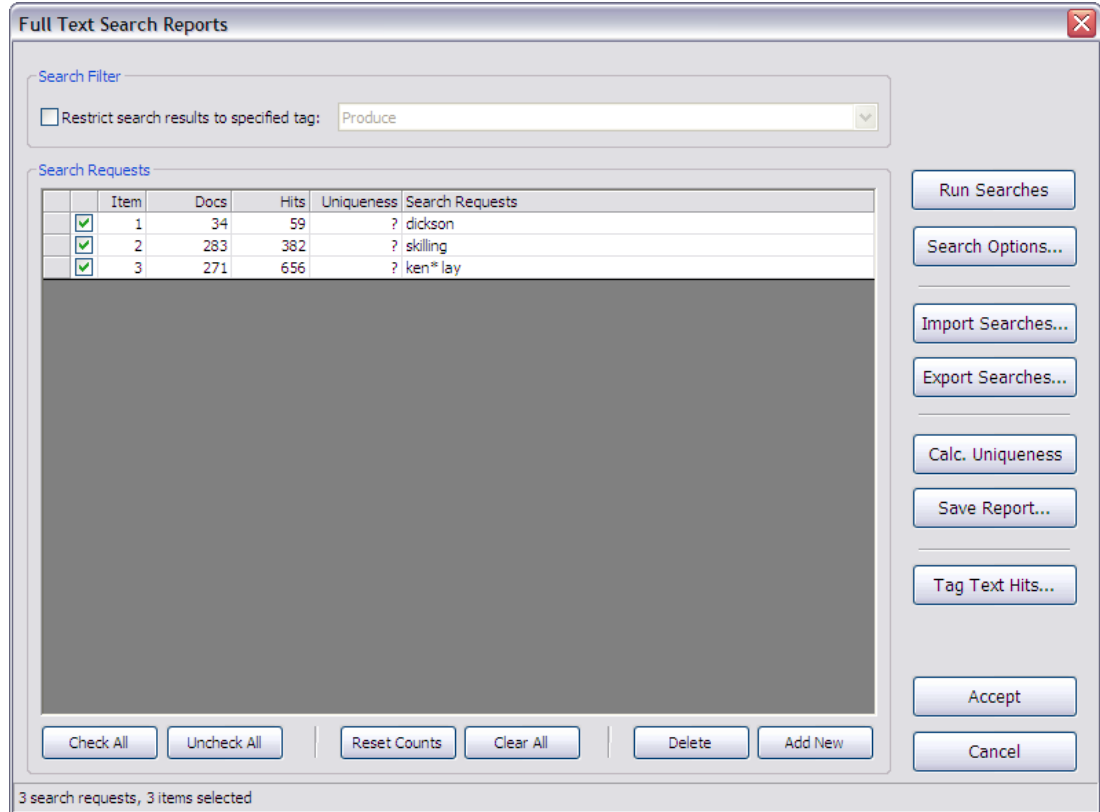 Full Text Search Reports
Search Filter
Restrict search results to specified tag: Produce
Search Requests
Item Docs Hits Uniqueness Search Requests
1 34 59 ? dickson
2 283 382 ? skilling
3 271 656 ? ken* lay
Run Searches
Search Options...
Import Searches...
Export Searches...
Calc. Uniqueness
Save Report...
Tag Text Hits...
Accept
Cancel
Check All Uncheck All Reset Counts Clear All Delete Add New
3 search requests, 3 items selected